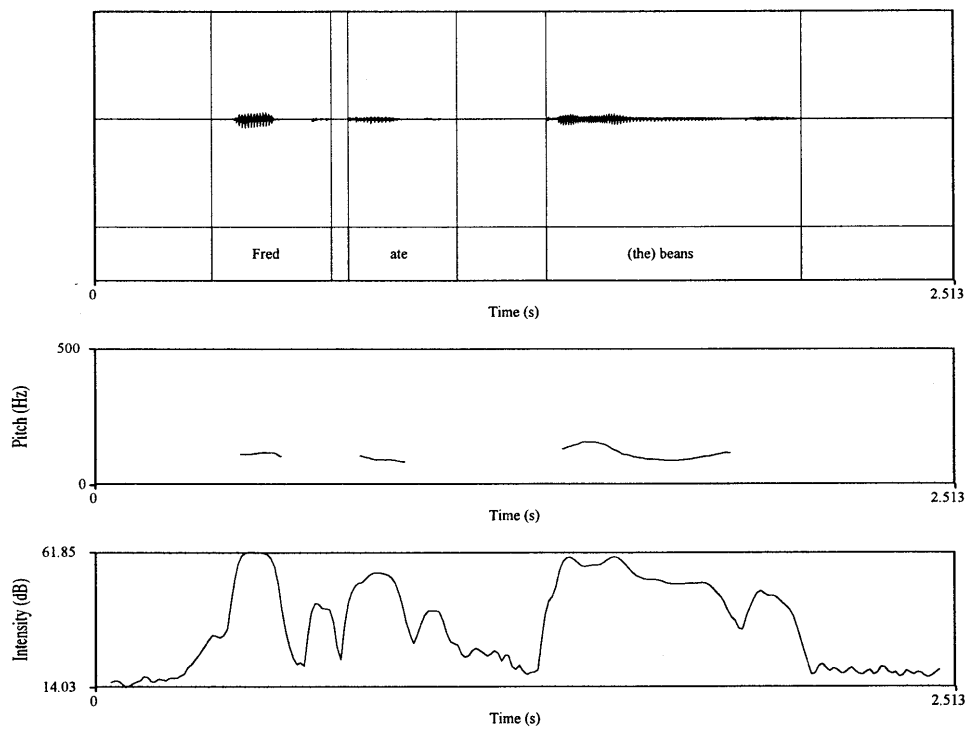 Fred ate (the) beans
0 2.513
Time (s)
500
Pitch (Hz)
0
0 2.513
Time (s)
61.85
Intensity (dB)
14.03
0 2.513
Time (s)